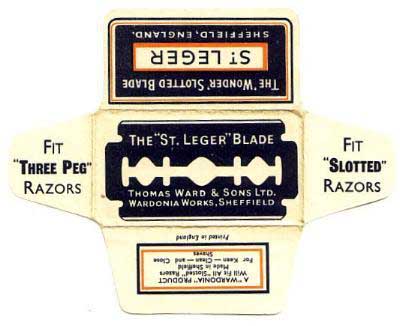 THE 'WONDER' SLOTTED BLADE
ST LEGER
SHEFFIELD, ENGLAND.
FIT
"THREE PEG"
RAZORS
THE "ST. LEGER" BLADE
THOMAS WARD & SONS LTD.
WARDONIA WORKS, SHEFFIELD
FIT
"SLOTTED"
RAZORS
A "WARDONIA" PRODUCT
Will Fit All "Slotted" Razors
Made in Sheffield
For Keen — Clean — and — Close
Shaves
Printed in England